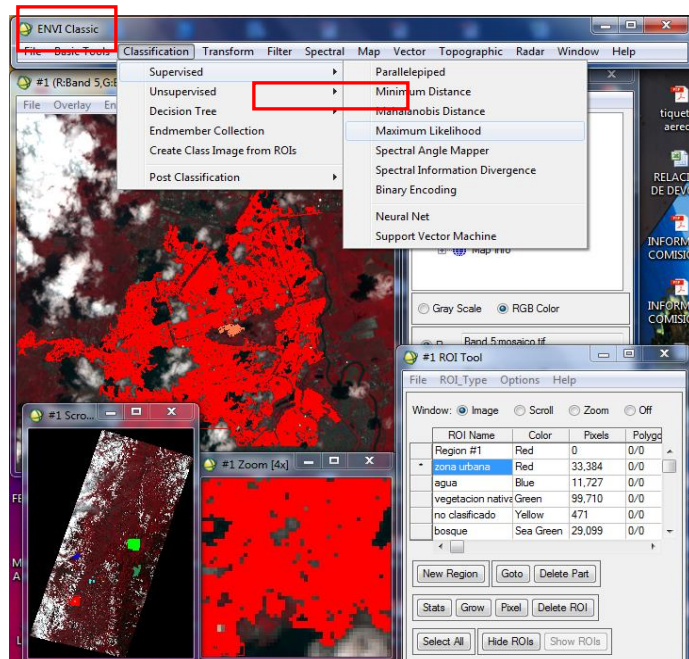 ENVI Classic
File Basic Tools Classification Transform Filter Spectral Map Vector Topographic Radar Window Help
Supervised
Unsupervised
Decision Tree
Endmember Collection
Create Class Image from ROIs
Post Classification
Parallelepiped
Minimum Distance
Mahalanobis Distance
Maximum Likelihood
Spectral Angle Mapper
Spectral Information Divergence
Binary Encoding
Neural Net
Support Vector Machine
#1 (R:Band 5,G:
File Overlay En
Map Info
Gray Scale RGB Color
Band 5:mosaico.tif
tiquet
aereo
RELACI
DE DEV
INFORM
COMISI
INFORM
COMISI
#1 ROI Tool
File ROI_Type Options Help
Window: Image Scroll Zoom Off
ROI Name Color Pixels Polygo
Region #1 Red 0 0/0
* zona urbana Red 33,384 0/0
agua Blue 11,727 0/0
vegetacion nativa Green 99,710 0/0
no clasificado Yellow 471 0/0
bosque Sea Green 29,099 0/0
New Region Goto Delete Part
Stats Grow Pixel Delete ROI
Select All Hide ROIs Show ROIs
#1 Scro...
#1 Zoom [4x]